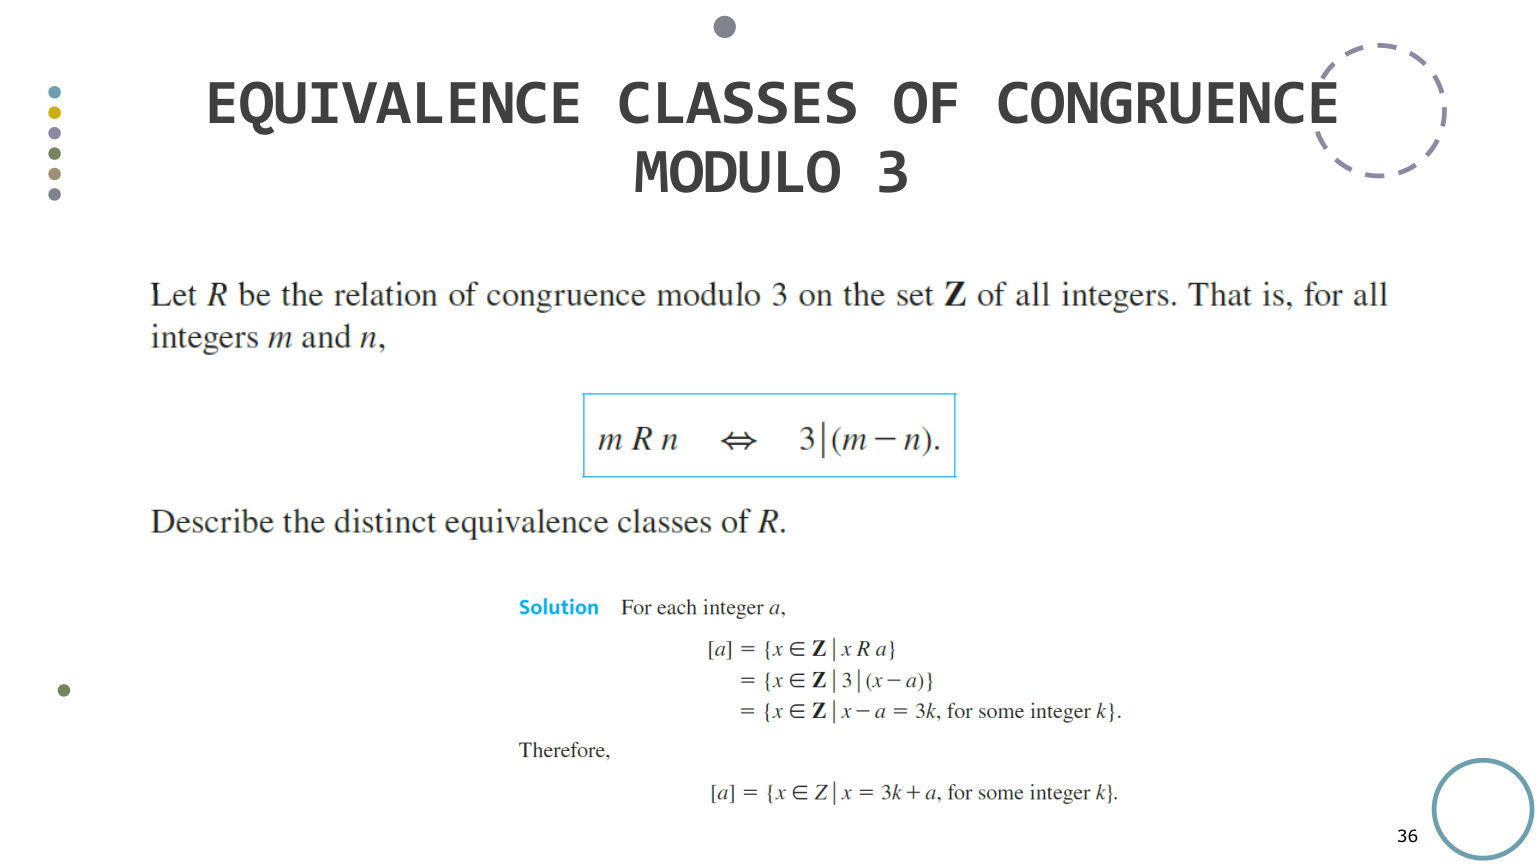 EQUIVALENCE CLASSES OF CONGRUENCE
MODULO 3
Let R be the relation of congruence modulo 3 on the set Z of all integers. That is, for all
integers m and n,
m R n ⇔ 3|(m − n).
Describe the distinct equivalence classes of R.
Solution For each integer a,
[a] = {x ∈ Z | x R a}
= {x ∈ Z | 3|(x − a)}
= {x ∈ Z | x − a = 3k, for some integer k}.
Therefore,
[a] = {x ∈ Z | x = 3k + a, for some integer k}.
36